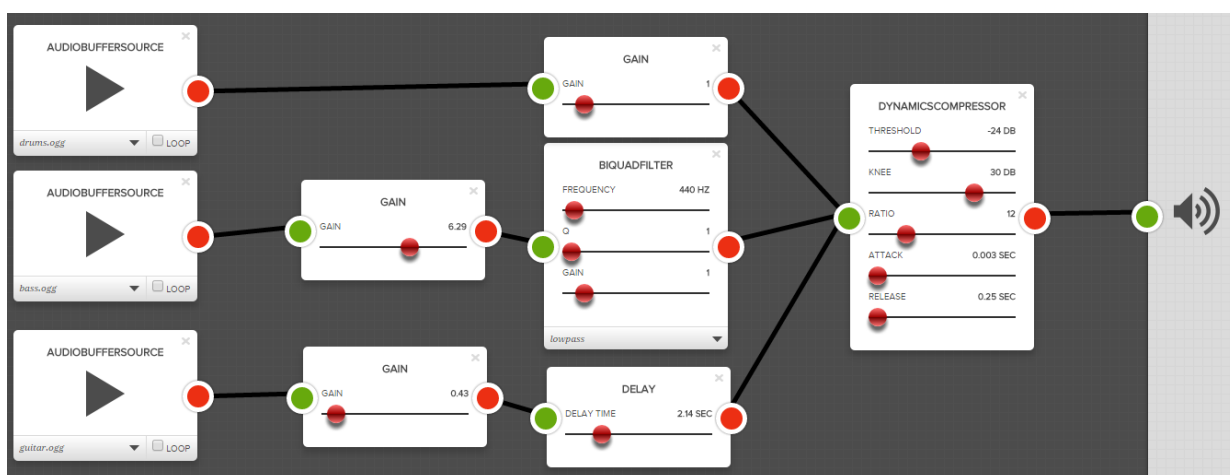 AUDIOBUFFERSOURCE
drums.ogg LOOP
GAIN
GAIN 1
AUDIOBUFFERSOURCE
bass.ogg LOOP
GAIN
GAIN 6.29
BIQUADFILTER
FREQUENCY 440 HZ
Q 1
GAIN 1
lowpass
AUDIOBUFFERSOURCE
guitar.ogg LOOP
GAIN
GAIN 0.43
DELAY
DELAY TIME 2.14 SEC
DYNAMICSCOMPRESSOR
THRESHOLD -24 DB
KNEE 30 DB
RATIO 12
ATTACK 0.003 SEC
RELEASE 0.25 SEC